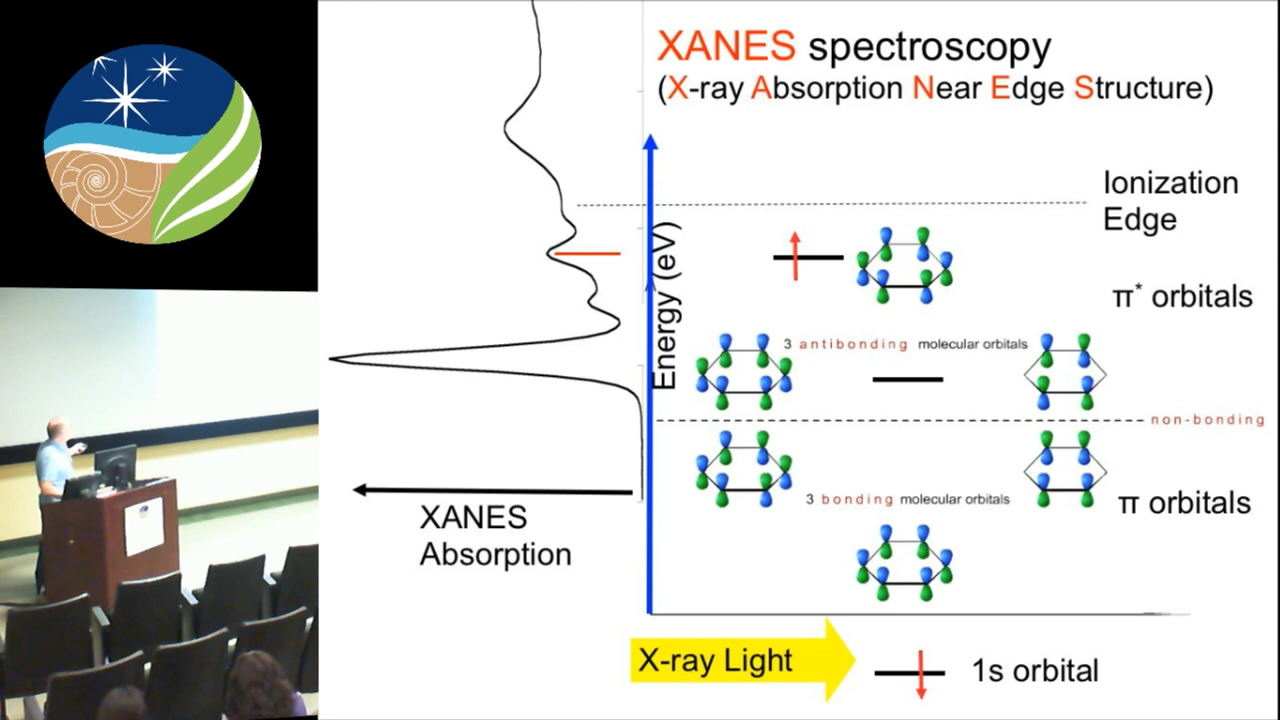 XANES spectroscopy
(X-ray Absorption Near Edge Structure)
Ionization
Edge
Energy (eV)
π* orbitals
3 antibonding molecular orbitals
non-bonding
3 bonding molecular orbitals
π orbitals
XANES
Absorption
X-ray Light
1s orbital